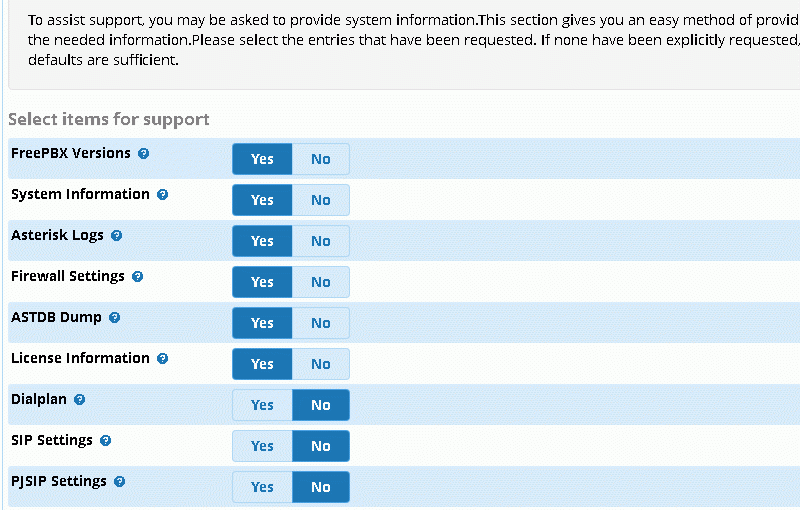 To assist support, you may be asked to provide system information.This section gives you an easy method of provid
the needed information.Please select the entries that have been requested. If none have been explicitly requested,
defaults are sufficient.
Select items for support
FreePBX Versions Yes No
System Information Yes No
Asterisk Logs Yes No
Firewall Settings Yes No
ASTDB Dump Yes No
License Information Yes No
Dialplan Yes No
SIP Settings Yes No
PJSIP Settings Yes No